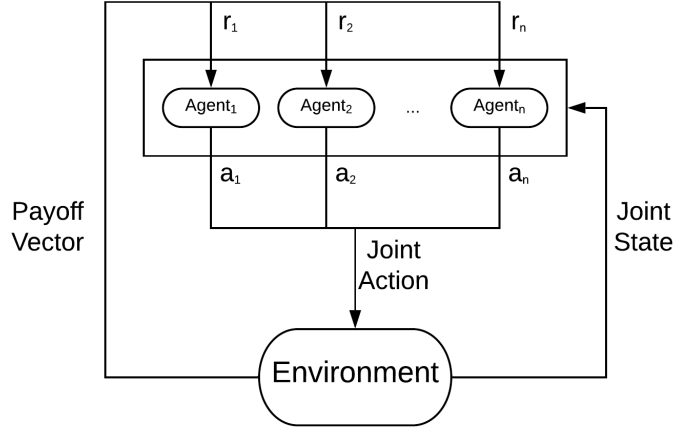 r₁ r₂ rₙ
Agent₁ Agent₂ ... Agentₙ
a₁ a₂ aₙ
Payoff
Vector
Joint
State
Joint
Action
Environment